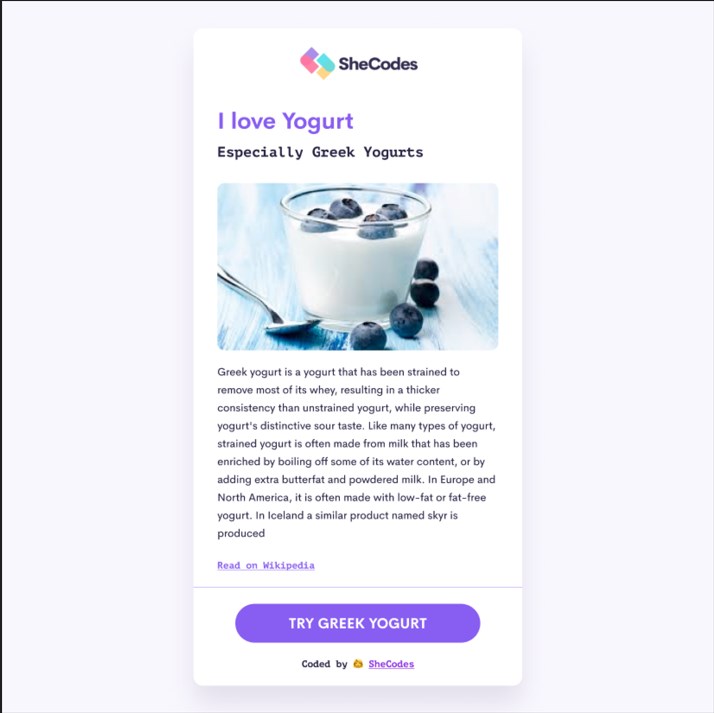 SheCodes
I love Yogurt
Especially Greek Yogurts
Greek yogurt is a yogurt that has been strained to
remove most of its whey, resulting in a thicker
consistency than unstrained yogurt, while preserving
yogurt's distinctive sour taste. Like many types of yogurt,
strained yogurt is often made from milk that has been
enriched by boiling off some of its water content, or by
adding extra butterfat and powdered milk. In Europe and
North America, it is often made with low-fat or fat-free
yogurt. In Iceland a similar product named skyr is
produced
Read on Wikipedia
TRY GREEK YOGURT
Coded by 🙆 SheCodes